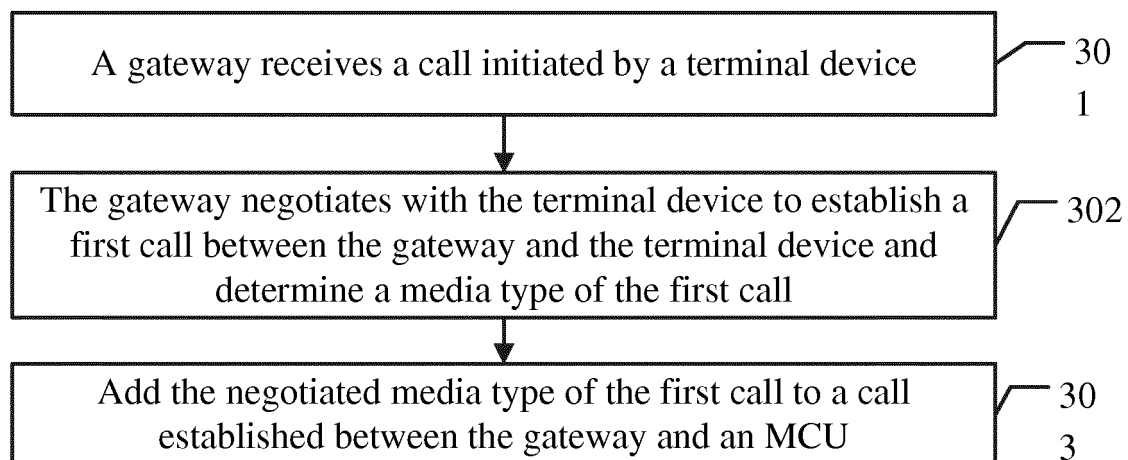 A gateway receives a call initiated by a terminal device
30
1
The gateway negotiates with the terminal device to establish a
first call between the gateway and the terminal device and
determine a media type of the first call
302
Add the negotiated media type of the first call to a call
established between the gateway and an MCU
30
3